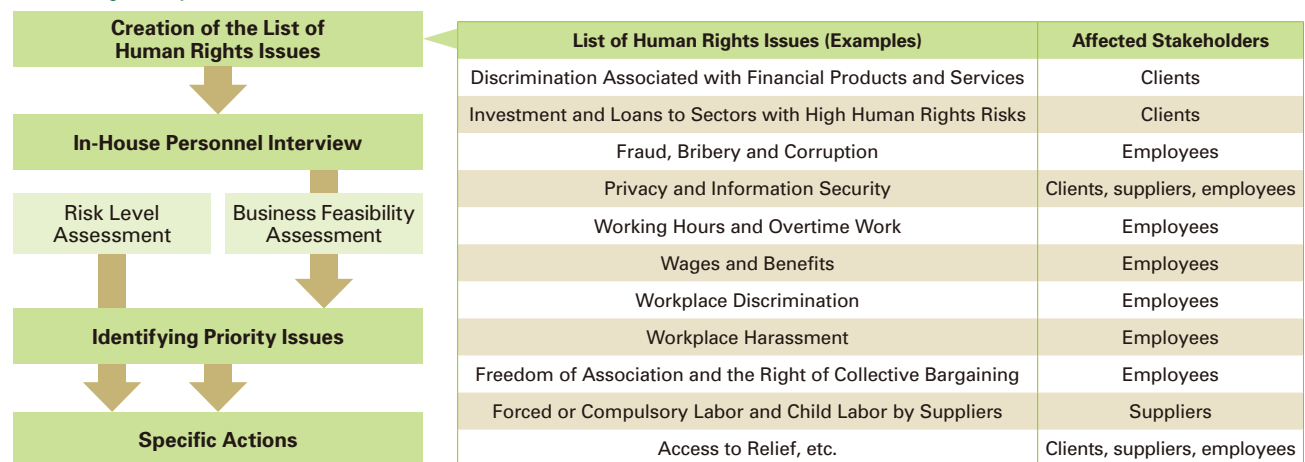 Creation of the List of
Human Rights Issues
In-House Personnel Interview
Risk Level
Assessment
Business Feasibility
Assessment
Identifying Priority Issues
Specific Actions
List of Human Rights Issues (Examples) Affected Stakeholders
Discrimination Associated with Financial Products and Services Clients
Investment and Loans to Sectors with High Human Rights Risks Clients
Fraud, Bribery and Corruption Employees
Privacy and Information Security Clients, suppliers, employees
Working Hours and Overtime Work Employees
Wages and Benefits Employees
Workplace Discrimination Employees
Workplace Harassment Employees
Freedom of Association and the Right of Collective Bargaining Employees
Forced or Compulsory Labor and Child Labor by Suppliers Suppliers
Access to Relief, etc. Clients, suppliers, employees